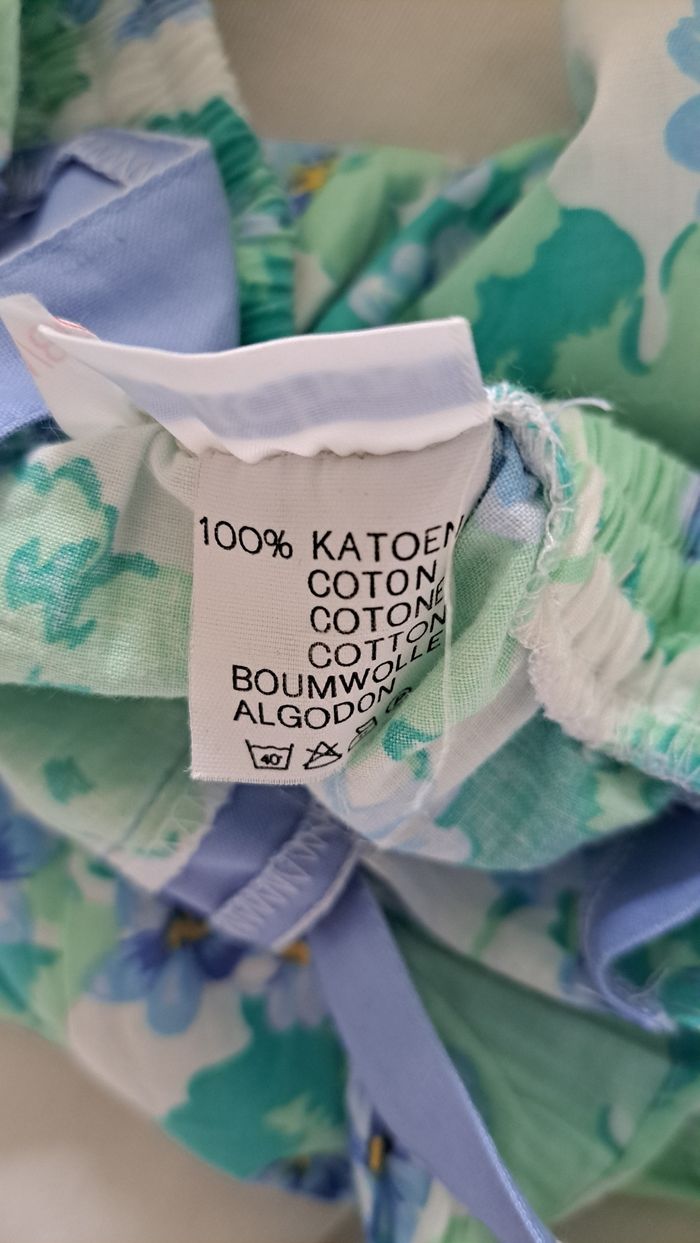 100% KATOEN
COTON
COTONE
COTTON
BOUMWOLLE
ALGODON
40°